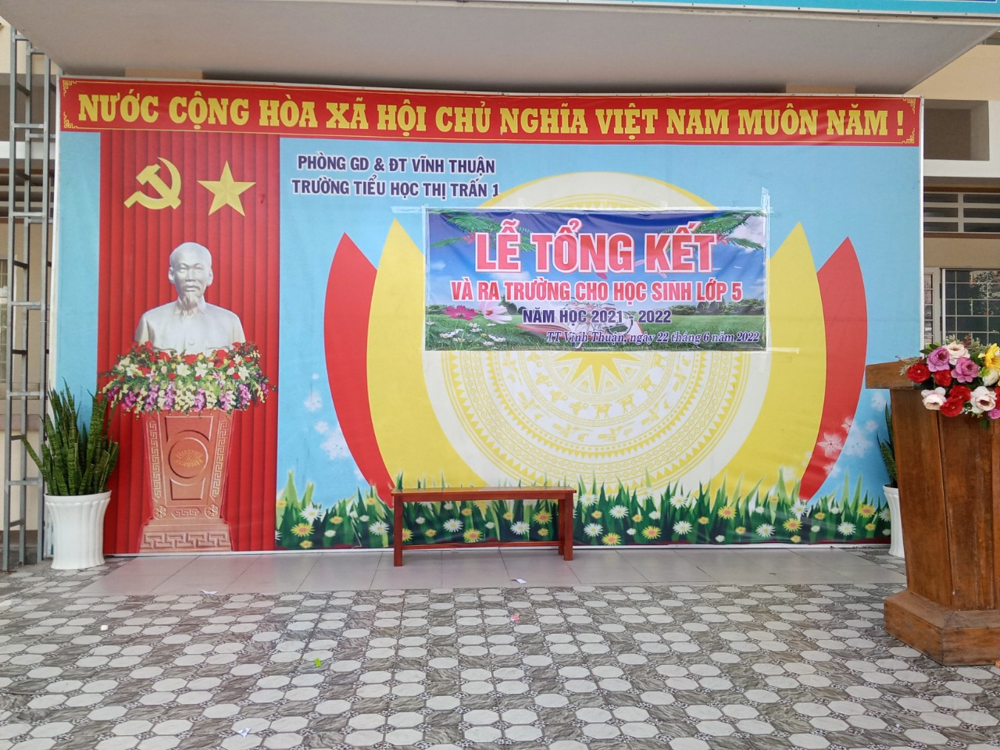 NƯỚC CỘNG HÒA XÃ HỘI CHỦ NGHĨA VIỆT NAM MUÔN NĂM !
PHÒNG GD & ĐT VĨNH THUẬN
TRƯỜNG TIỂU HỌC THỊ TRẤN 1
LỄ TỔNG KẾT
VÀ RA TRƯỜNG CHO HỌC SINH LỚP 5
NĂM HỌC 2021 - 2022
TT Vĩnh Thuận, ngày 22 tháng 6 năm 2022